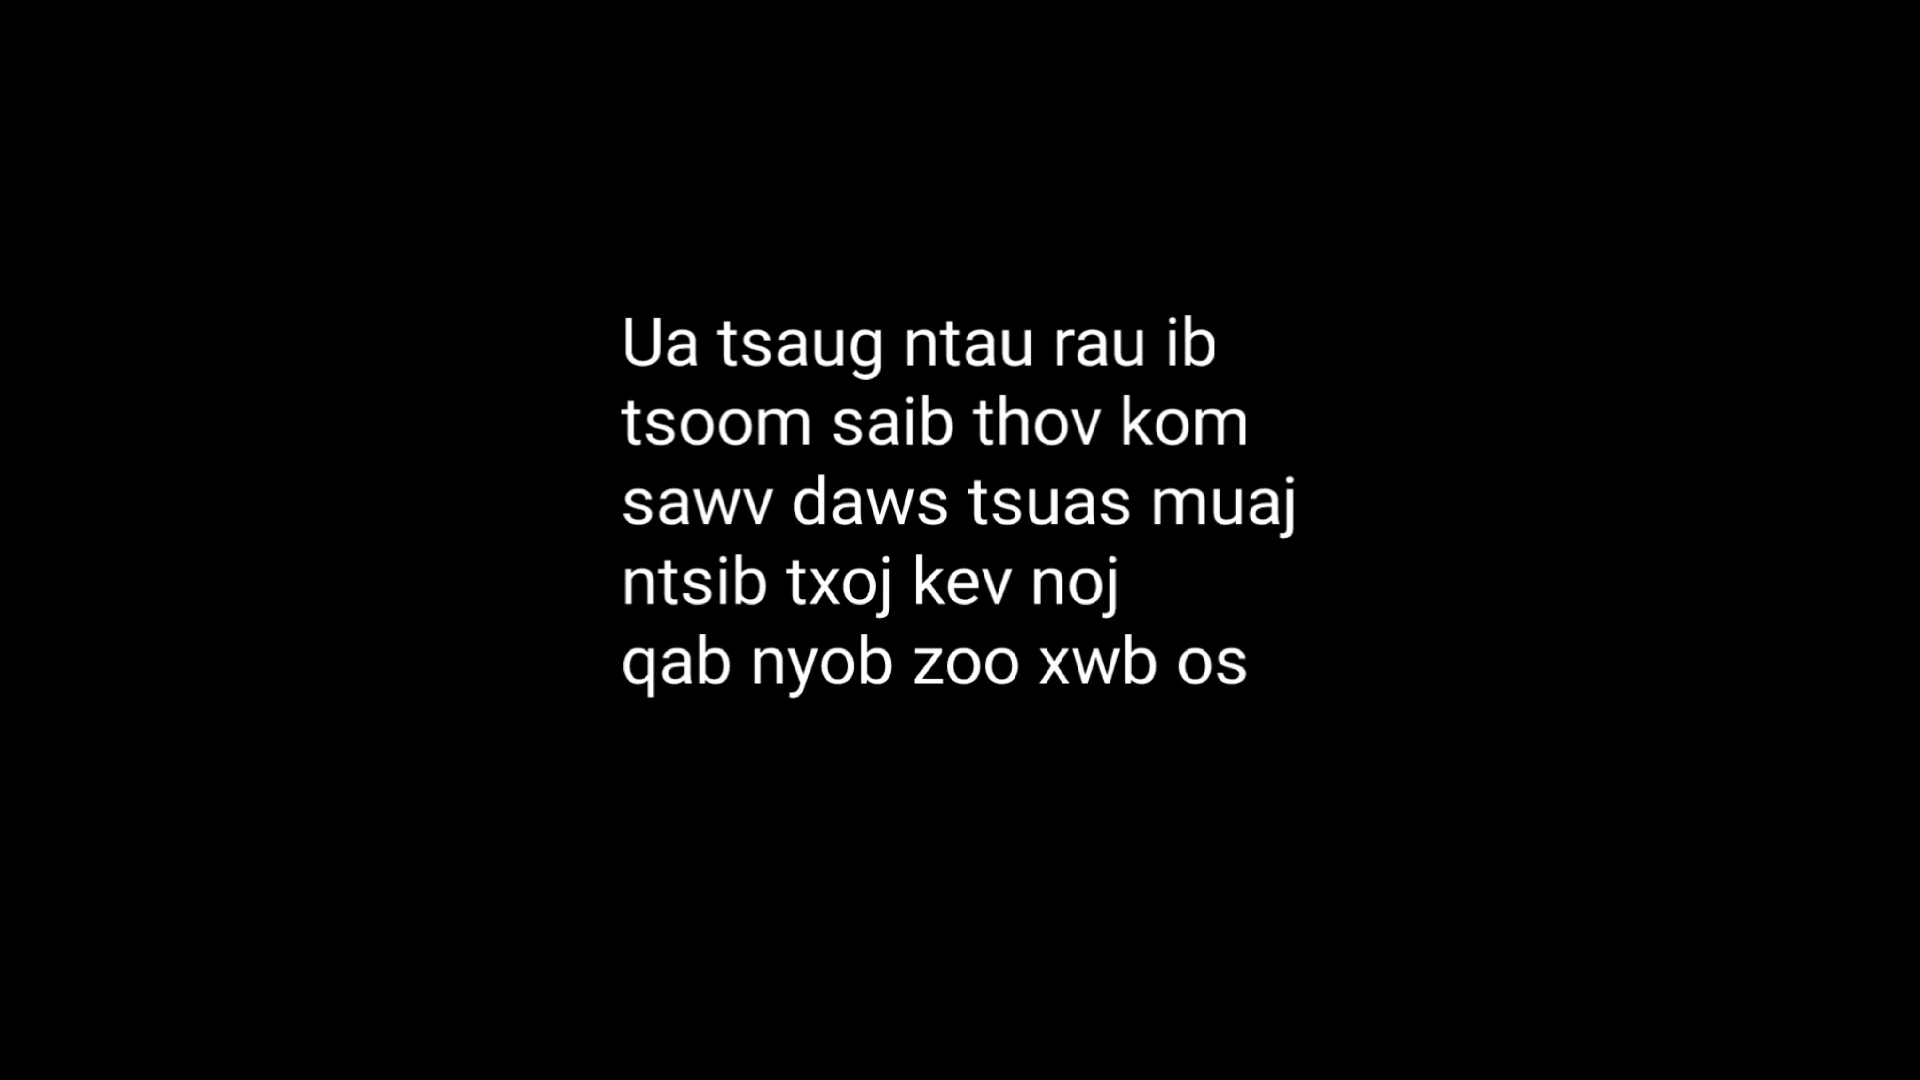 Ua tsaug ntau rau ib
tsoom saib thov kom
sawv daws tsuas muaj
ntsib txoj kev noj
qab nyob zoo xwb os